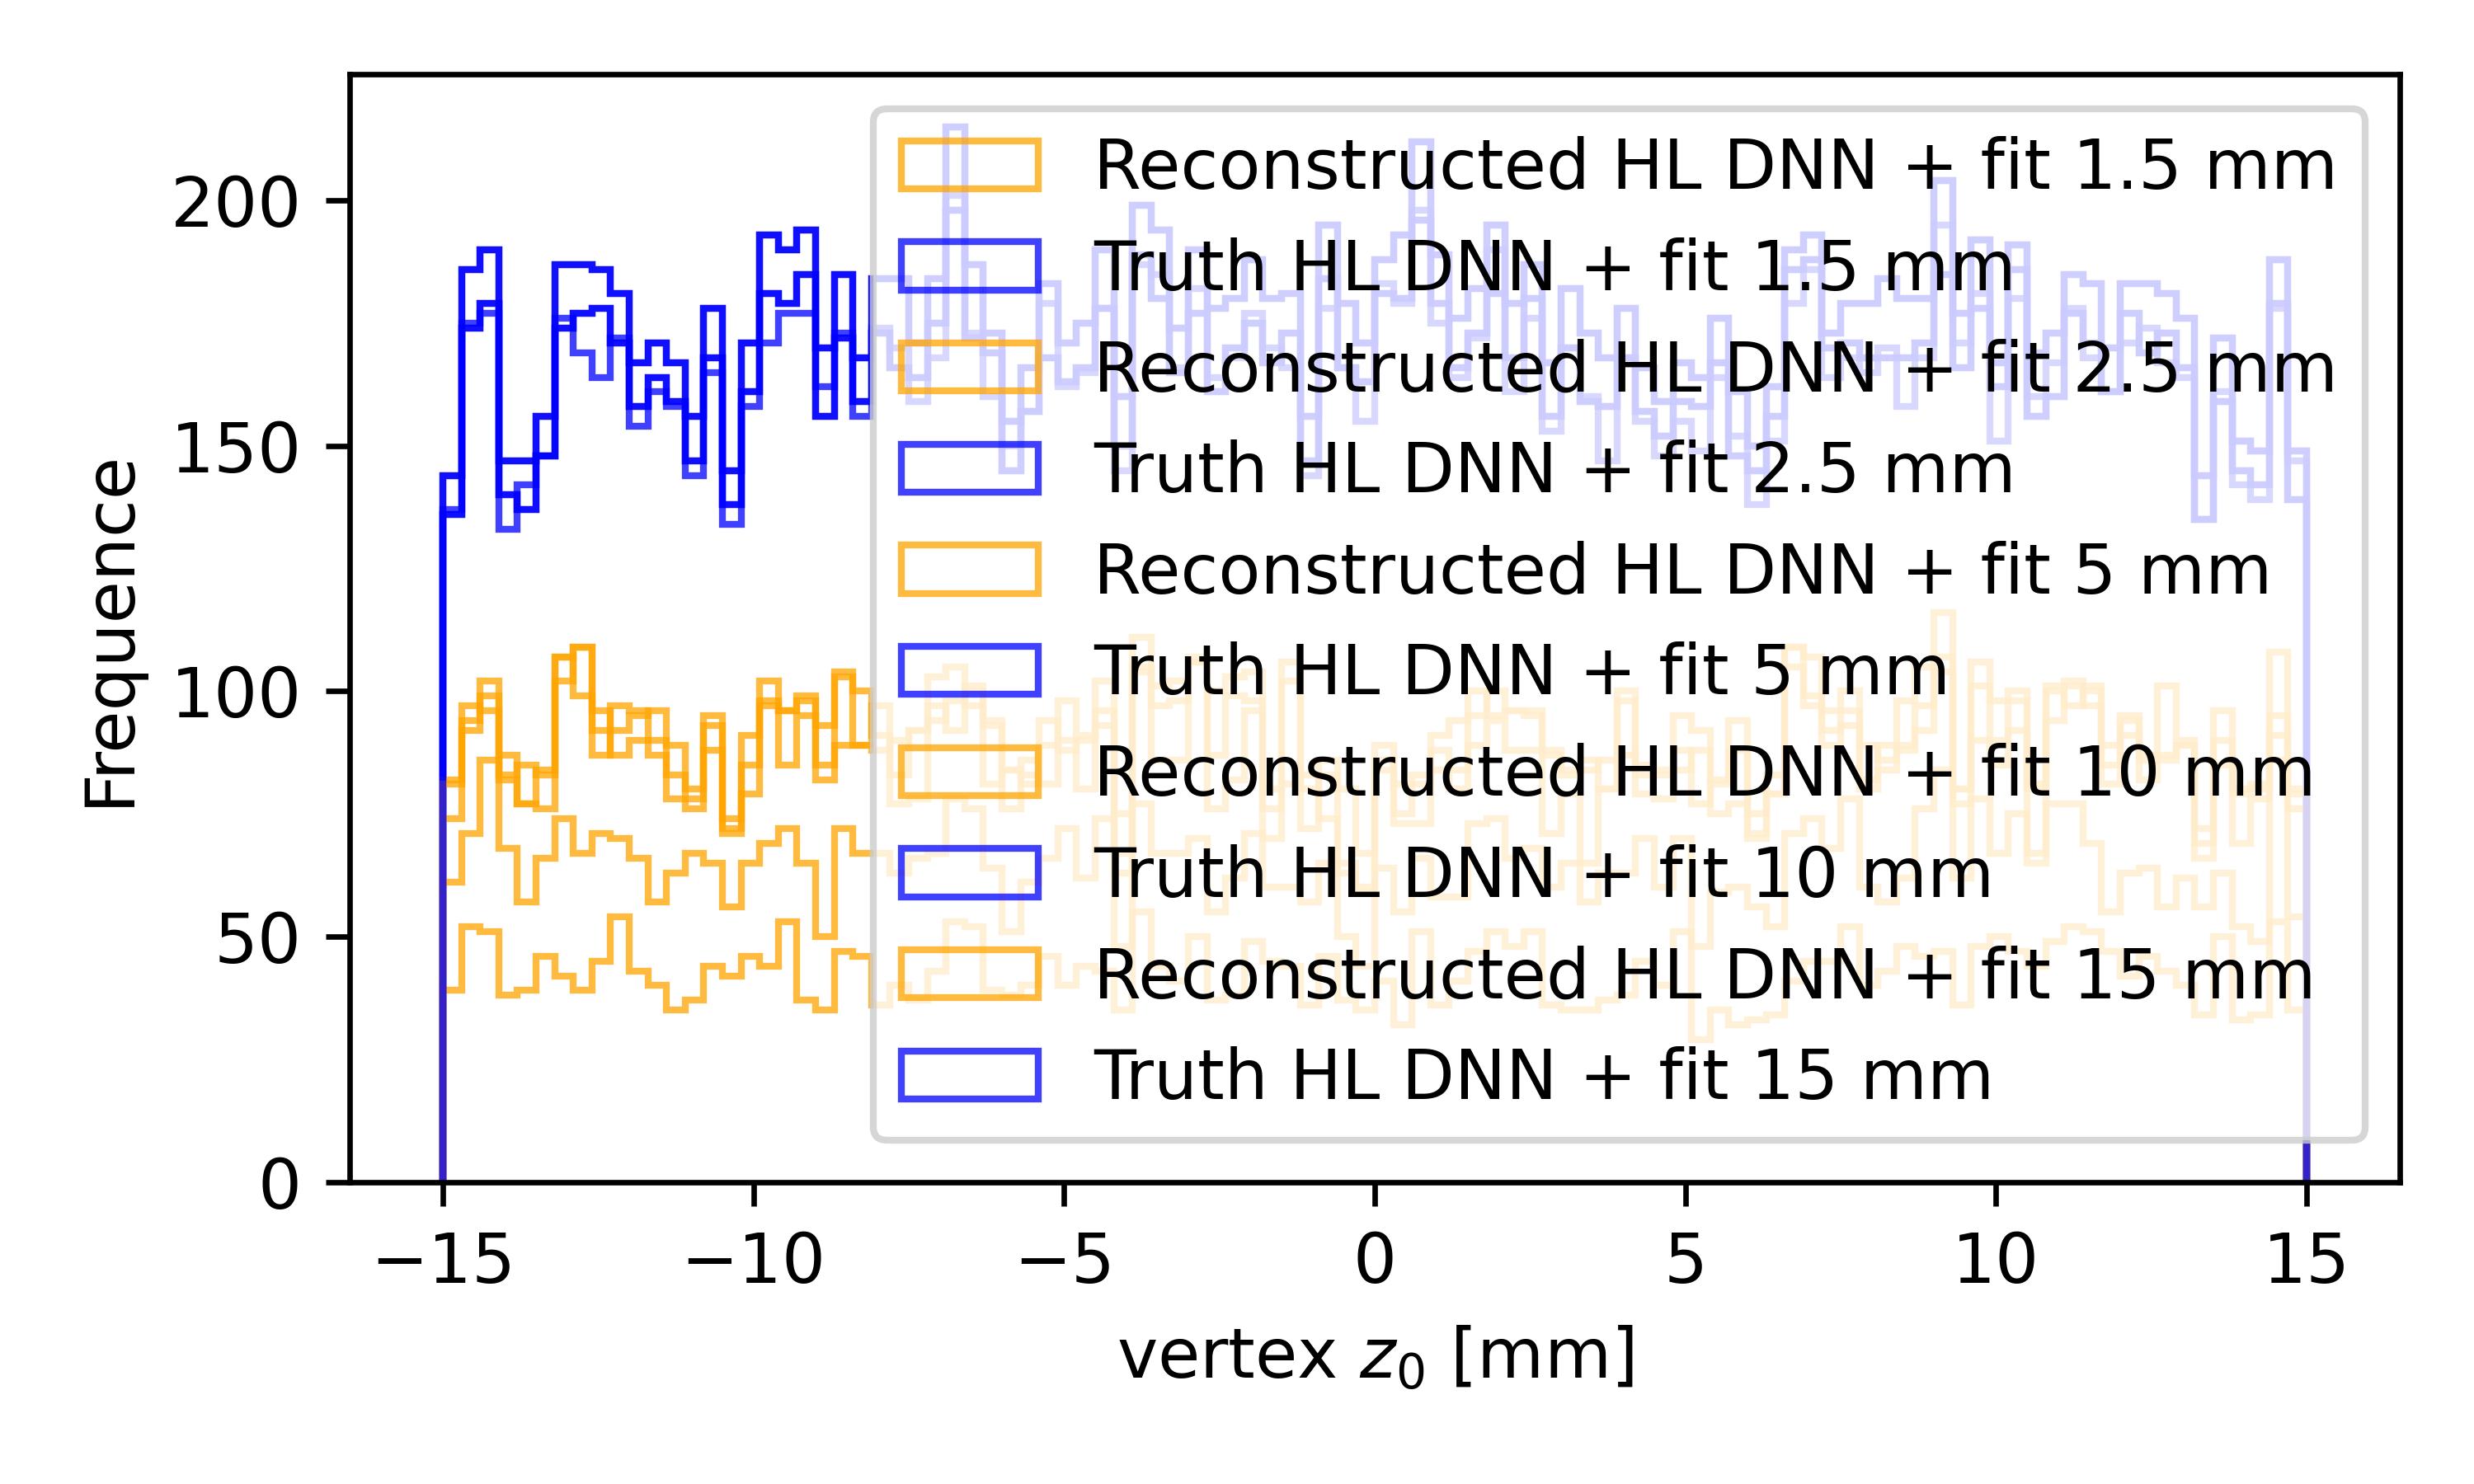 Reconstructed HL DNN + fit 1.5 mm
Truth HL DNN + fit 1.5 mm
Reconstructed HL DNN + fit 2.5 mm
Truth HL DNN + fit 2.5 mm
Reconstructed HL DNN + fit 5 mm
Truth HL DNN + fit 5 mm
Reconstructed HL DNN + fit 10 mm
Truth HL DNN + fit 10 mm
Reconstructed HL DNN + fit 15 mm
Truth HL DNN + fit 15 mm
Frequence
200
150
100
50
0
−15 −10 −5 0 5 10 15
vertex z₀ [mm]